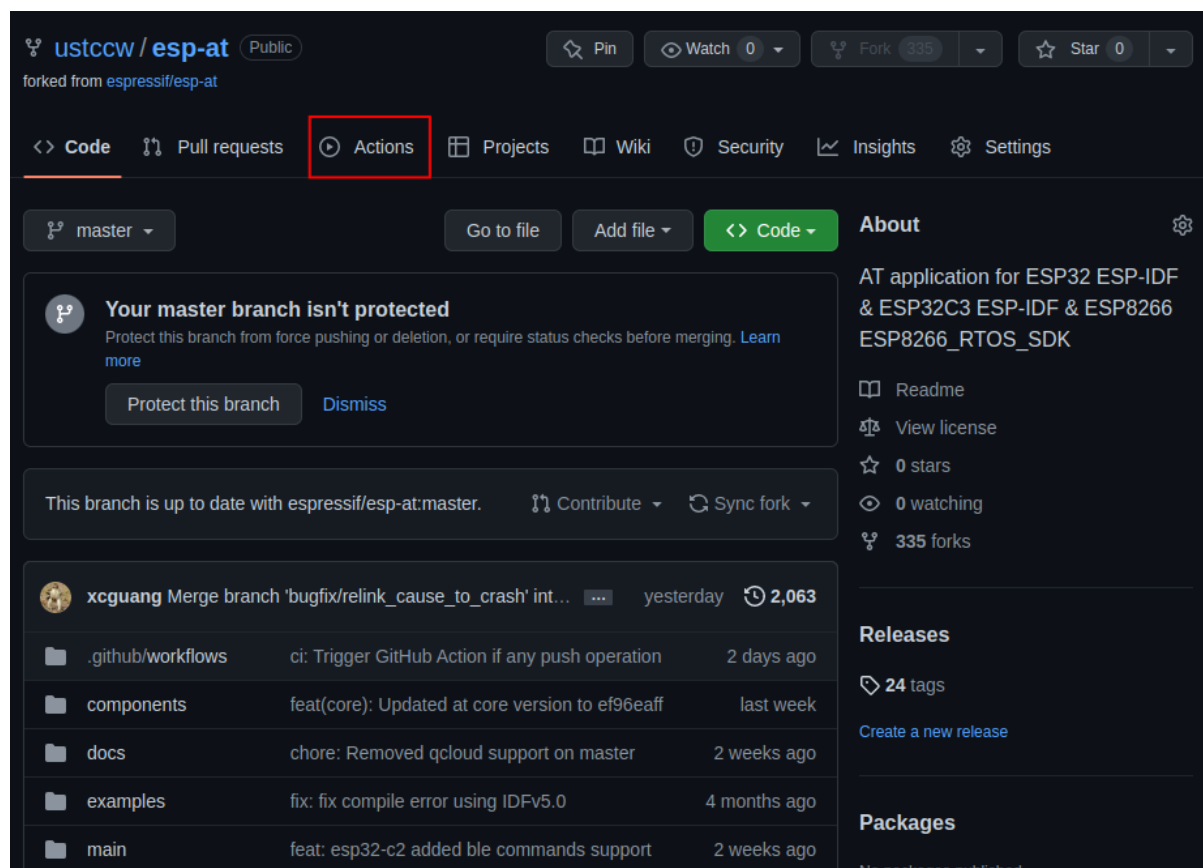 ustccw / esp-at Public
Pin
Watch 0
Fork 335
Star 0
forked from espressif/esp-at
Code
Pull requests
Actions
Projects
Wiki
Security
Insights
Settings
master
Go to file
Add file
Code
Your master branch isn't protected
Protect this branch from force pushing or deletion, or require status checks before merging. Learn
more
Protect this branch
Dismiss
This branch is up to date with espressif/esp-at:master.
Contribute
Sync fork
xcguang Merge branch 'bugfix/relink_cause_to_crash' int… ... yesterday 2,063
.github/workflows ci: Trigger GitHub Action if any push operation 2 days ago
components feat(core): Updated at core version to ef96eaff last week
docs chore: Removed qcloud support on master 2 weeks ago
examples fix: fix compile error using IDFv5.0 4 months ago
main feat: esp32-c2 added ble commands support 2 weeks ago
About
AT application for ESP32 ESP-IDF
& ESP32C3 ESP-IDF & ESP8266
ESP8266_RTOS_SDK
Readme
View license
0 stars
0 watching
335 forks
Releases
24 tags
Create a new release
Packages
No packages published